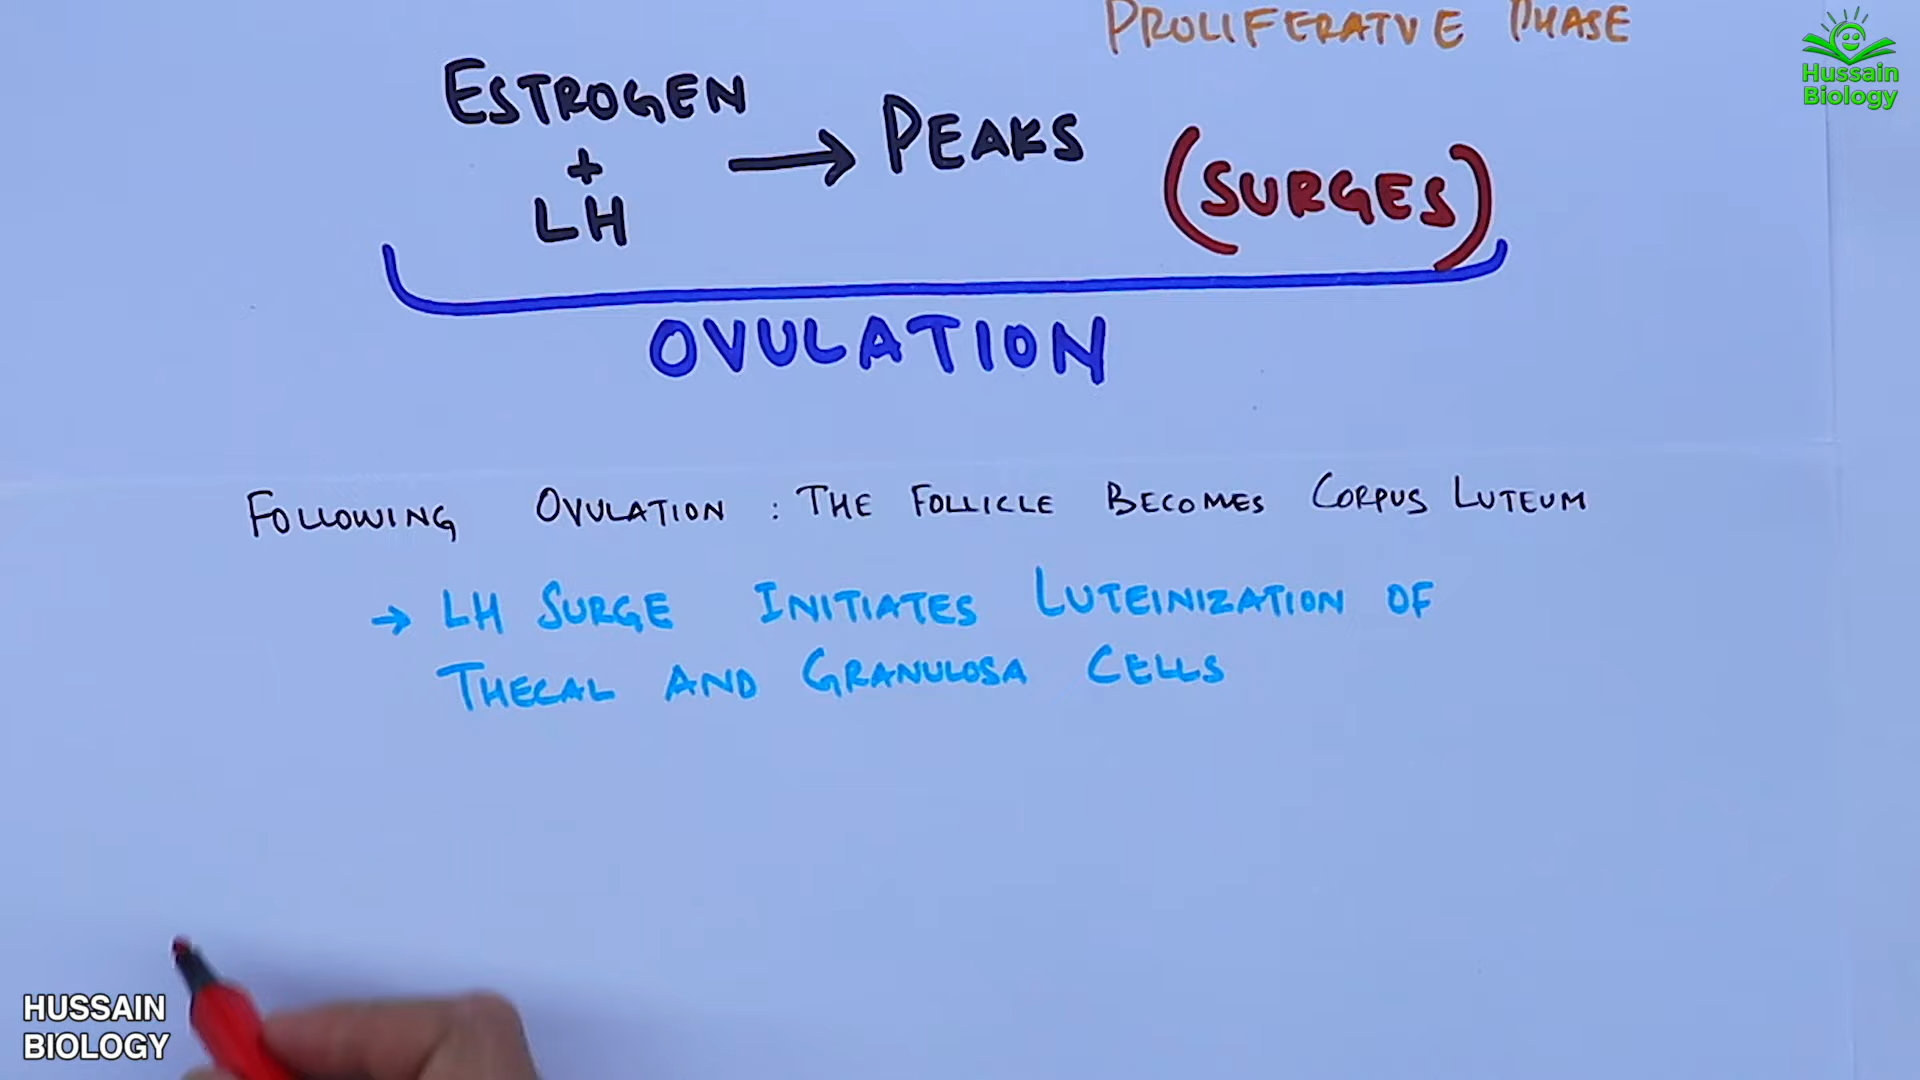 PROLIFERATVE PHASE
Hussain
Biology
ESTROGEN
+
LH
→ PEAKS
(SURGES)
OVULATION
FOLLOWING OVULATION : THE FOLLICLE BECOMES CORPUS LUTEUM
→ LH SURGE INITIATES LUTEINIZATION OF
THECAL AND GRANULOSA CELLS
HUSSAIN
BIOLOGY